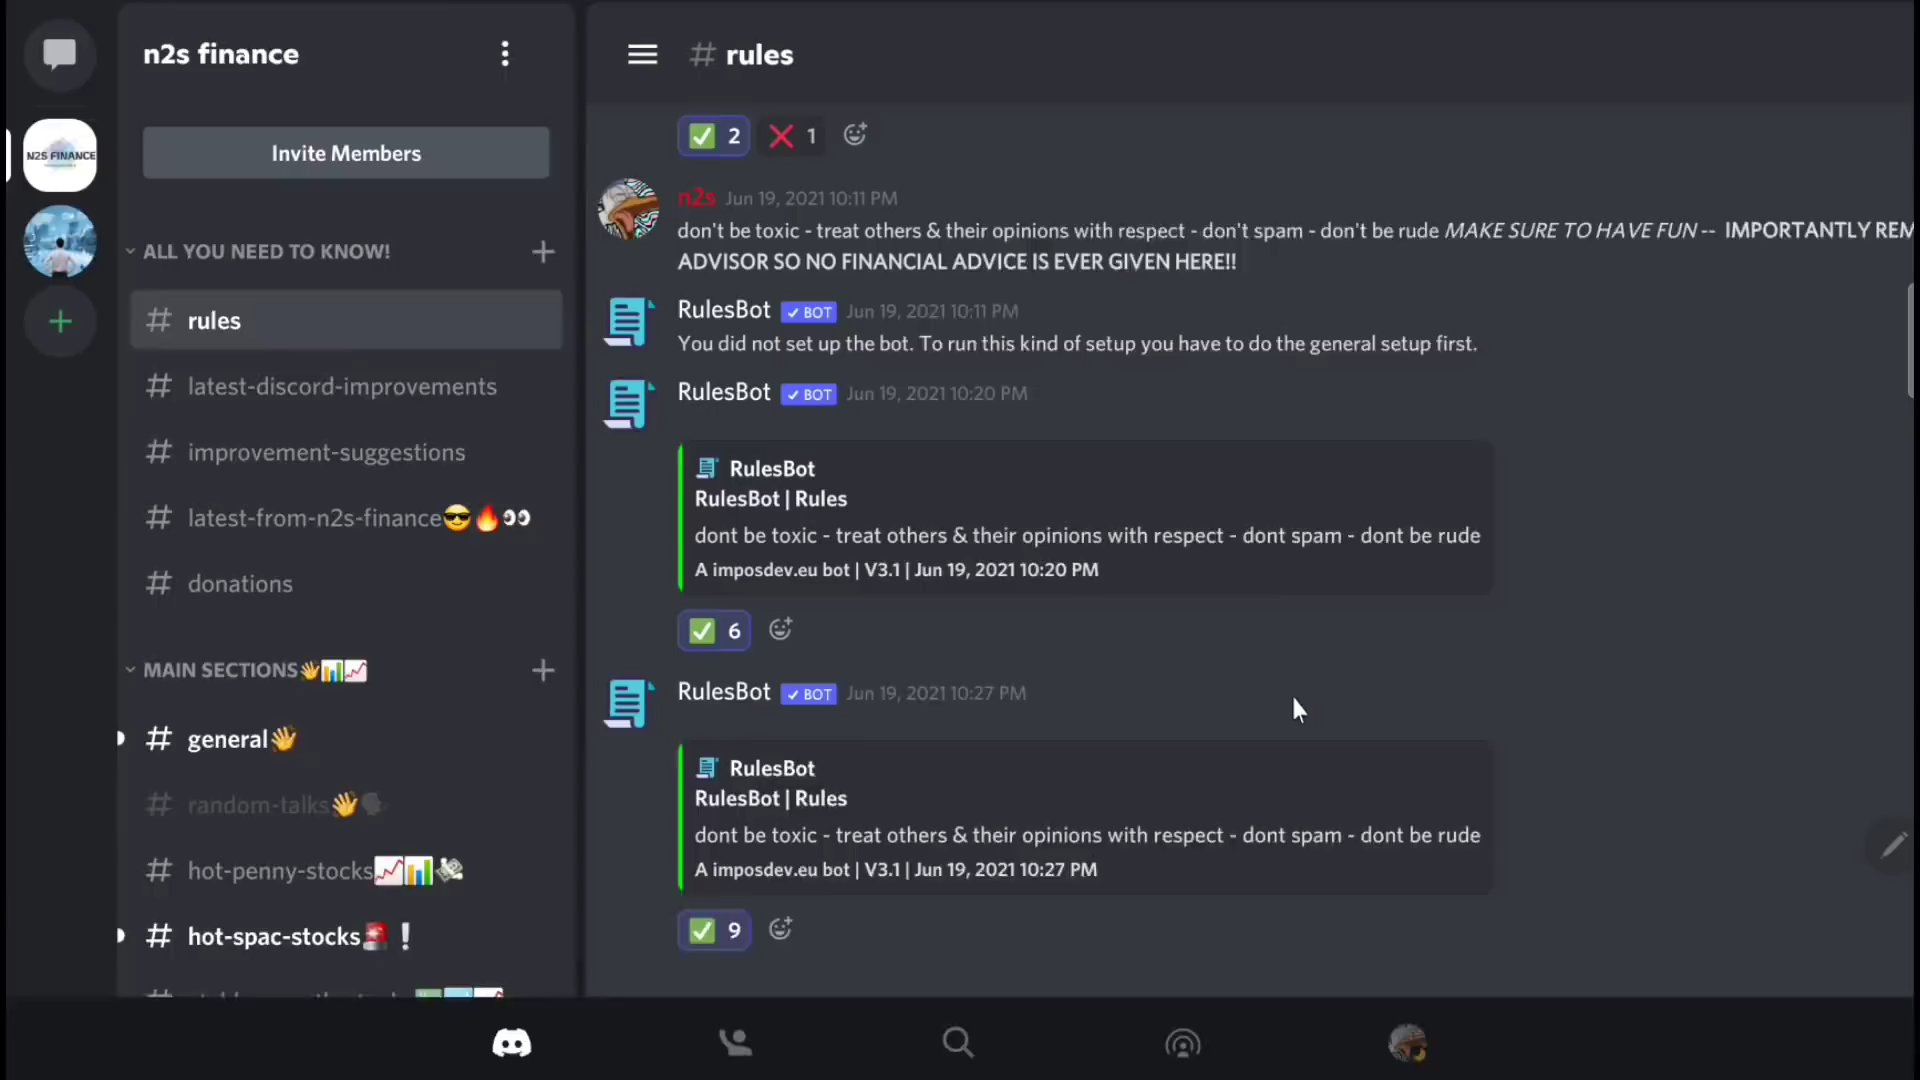 n2s finance
Invite Members
N2S FINANCE
ALL YOU NEED TO KNOW!
# rules
# latest-discord-improvements
# improvement-suggestions
# latest-from-n2s-finance😎🔥👀
# donations
MAIN SECTIONS👋📊📈
# general👋
# random-talks👋🗣
# hot-penny-stocks📈📊💸
# hot-spac-stocks🚨❕
# rules
✅ 2 ❌ 1
n2s Jun 19, 2021 10:11 PM
don't be toxic - treat others & their opinions with respect - don't spam - don't be rude MAKE SURE TO HAVE FUN -- IMPORTANTLY REM
ADVISOR SO NO FINANCIAL ADVICE IS EVER GIVEN HERE!!
RulesBot ✓ BOT Jun 19, 2021 10:11 PM
You did not set up the bot. To run this kind of setup you have to do the general setup first.
RulesBot ✓ BOT Jun 19, 2021 10:20 PM
RulesBot
RulesBot | Rules
dont be toxic - treat others & their opinions with respect - dont spam - dont be rude
A imposdev.eu bot | V3.1 | Jun 19, 2021 10:20 PM
✅ 6
RulesBot ✓ BOT Jun 19, 2021 10:27 PM
RulesBot
RulesBot | Rules
dont be toxic - treat others & their opinions with respect - dont spam - dont be rude
A imposdev.eu bot | V3.1 | Jun 19, 2021 10:27 PM
✅ 9